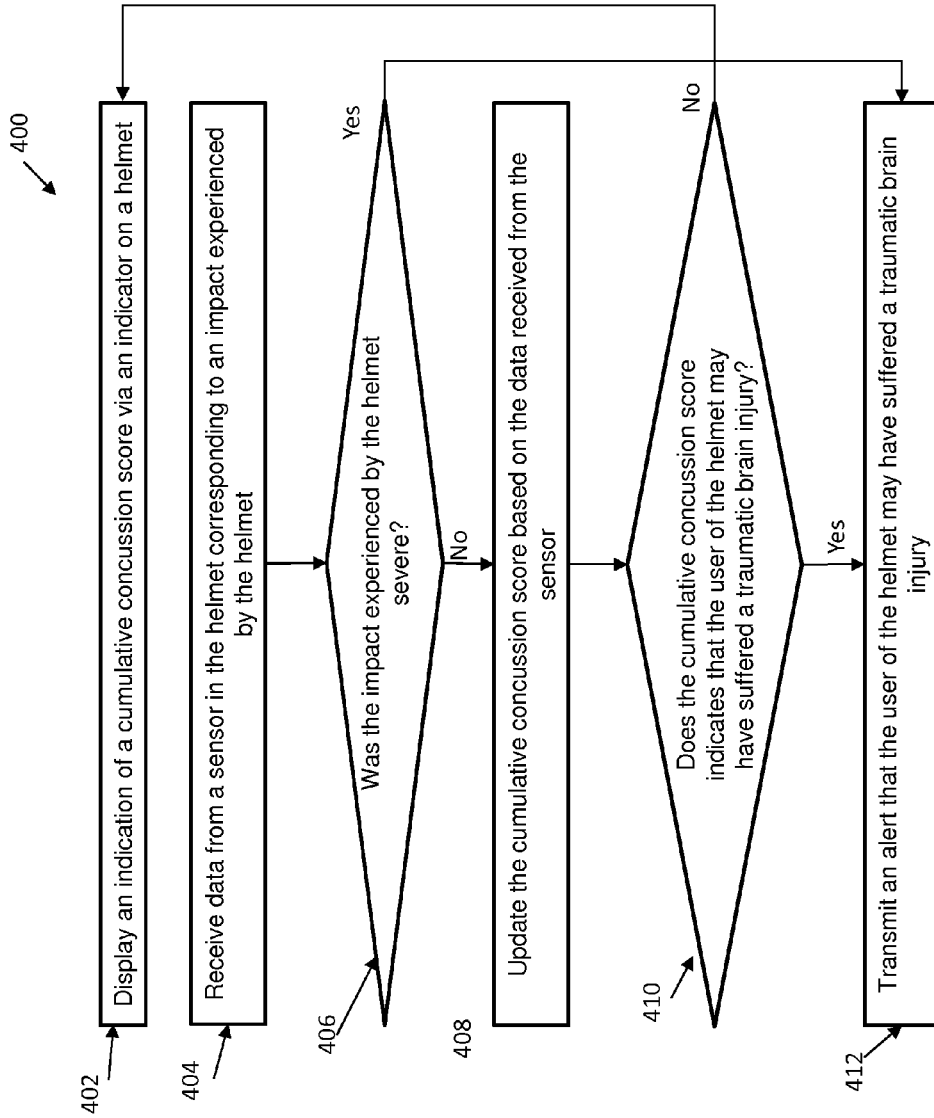 400
402
Display an indication of a cumulative concussion score via an indicator on a helmet
404
Receive data from a sensor in the helmet corresponding to an impact experienced
by the helmet
406
Was the impact experienced by the helmet
severe?
Yes
No
408
Update the cumulative concussion score based on the data received from the
sensor
410
Does the cumulative concussion score
indicates that the user of the helmet may
have suffered a traumatic brain injury?
No
Yes
412
Transmit an alert that the user of the helmet may have suffered a traumatic brain
injury